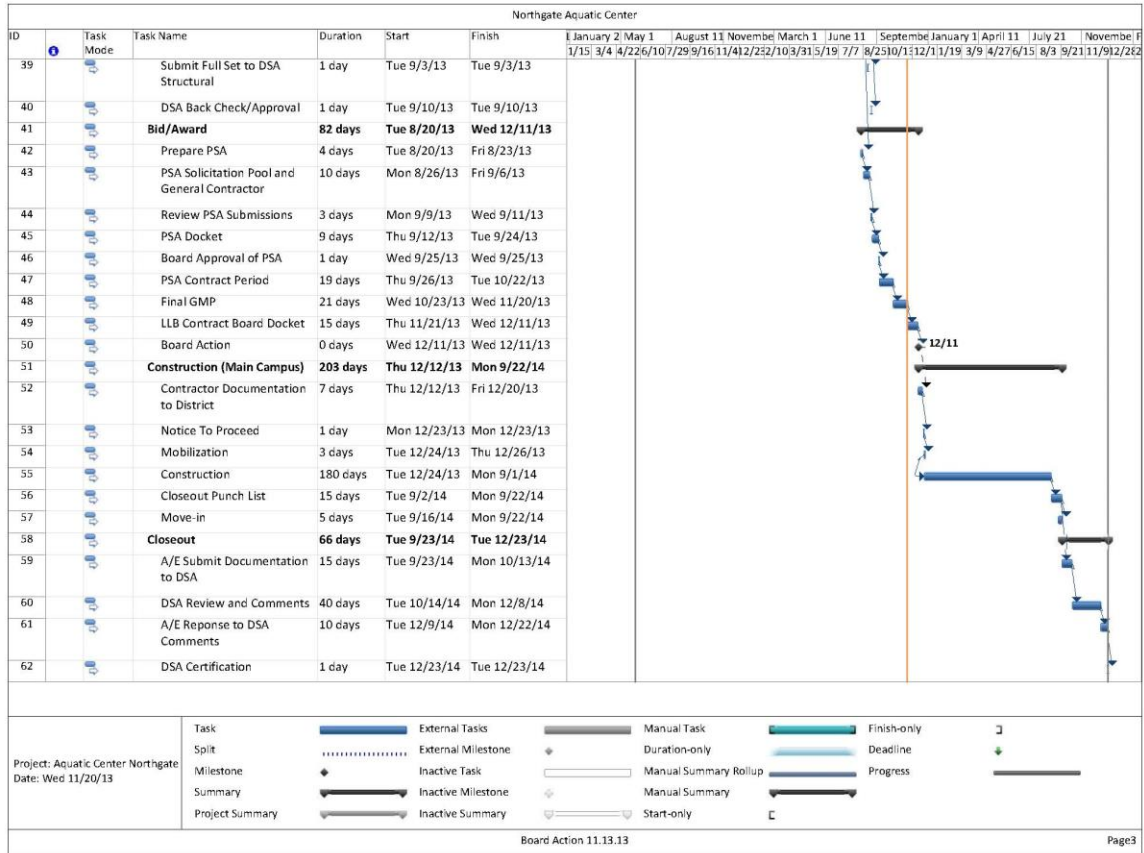 Northgate Aquatic Center
ID Task Mode Task Name Duration Start Finish
January 2 May 1 August 11 Novembe March 1 June 11 Septembe January 1 April 11 July 21 Novembe F
1/15 3/4 4/22 6/10 7/29 9/16 11/4 12/23 2/10 3/31 5/19 7/7 8/25 10/13 12/1 1/19 3/9 4/27 6/15 8/3 9/21 11/9 12/28
39 Submit Full Set to DSA Structural 1 day Tue 9/3/13 Tue 9/3/13
40 DSA Back Check/Approval 1 day Tue 9/10/13 Tue 9/10/13
41 Bid/Award 82 days Tue 8/20/13 Wed 12/11/13
42 Prepare PSA 4 days Tue 8/20/13 Fri 8/23/13
43 PSA Solicitation Pool and General Contractor 10 days Mon 8/26/13 Fri 9/6/13
44 Review PSA Submissions 3 days Mon 9/9/13 Wed 9/11/13
45 PSA Docket 9 days Thu 9/12/13 Tue 9/24/13
46 Board Approval of PSA 1 day Wed 9/25/13 Wed 9/25/13
47 PSA Contract Period 19 days Thu 9/26/13 Tue 10/22/13
48 Final GMP 21 days Wed 10/23/13 Wed 11/20/13
49 LLB Contract Board Docket 15 days Thu 11/21/13 Wed 12/11/13
50 Board Action 0 days Wed 12/11/13 Wed 12/11/13 12/11
51 Construction (Main Campus) 203 days Thu 12/12/13 Mon 9/22/14
52 Contractor Documentation to District 7 days Thu 12/12/13 Fri 12/20/13
53 Notice To Proceed 1 day Mon 12/23/13 Mon 12/23/13
54 Mobilization 3 days Tue 12/24/13 Thu 12/26/13
55 Construction 180 days Tue 12/24/13 Mon 9/1/14
56 Closeout Punch List 15 days Tue 9/2/14 Mon 9/22/14
57 Move-in 5 days Tue 9/16/14 Mon 9/22/14
58 Closeout 66 days Tue 9/23/14 Tue 12/23/14
59 A/E Submit Documentation to DSA 15 days Tue 9/23/14 Mon 10/13/14
60 DSA Review and Comments 40 days Tue 10/14/14 Mon 12/8/14
61 A/E Reponse to DSA Comments 10 days Tue 12/9/14 Mon 12/22/14
62 DSA Certification 1 day Tue 12/23/14 Tue 12/23/14
Project: Aquatic Center Northgate
Date: Wed 11/20/13
Task External Tasks Manual Task Finish-only
Split External Milestone Duration-only Deadline
Milestone Inactive Task Manual Summary Rollup Progress
Summary Inactive Milestone Manual Summary
Project Summary Inactive Summary Start-only
Board Action 11.13.13
Page3